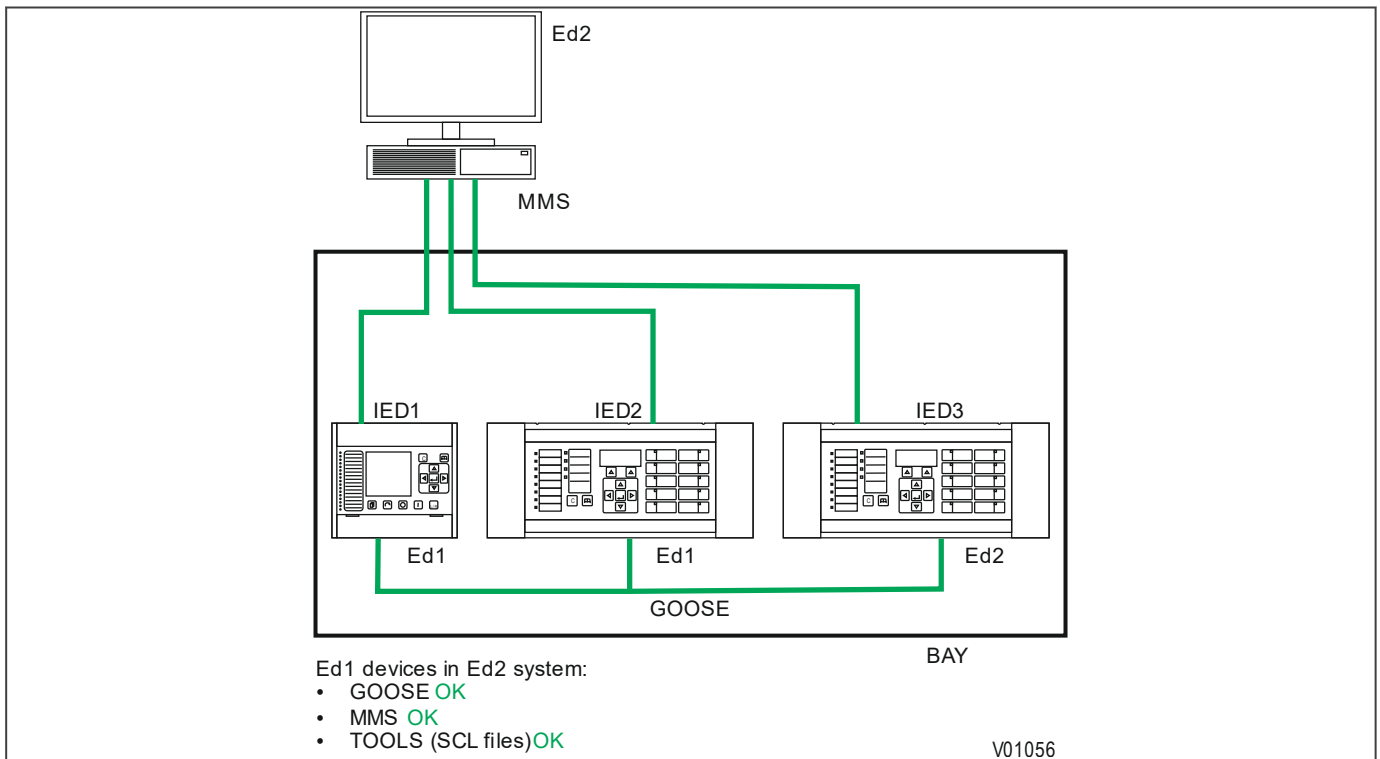 Ed2
MMS
IED1
IED2
IED3
Ed1
Ed1
Ed2
GOOSE
BAY
Ed1 devices in Ed2 system:
• GOOSE OK
• MMS OK
• TOOLS (SCL files)OK
V01056